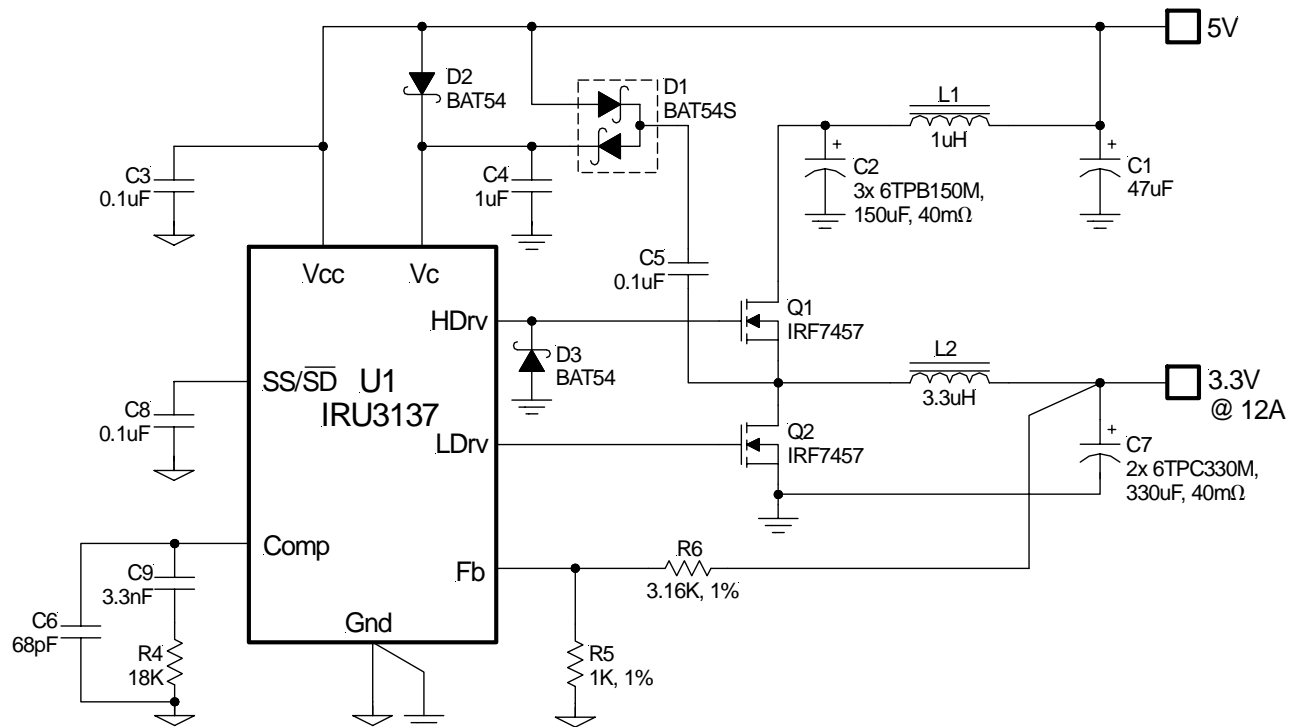 5V
D2
BAT54
D1
BAT54S
L1
1uH
C3
0.1uF
C4
1uF
+
C2
3x 6TPB150M,
150uF, 40mΩ
+
C1
47uF
Vcc
Vc
C5
0.1uF
HDrv
Q1
IRF7457
D3
BAT54
L2
3.3uH
3.3V
@ 12A
SS/S̅D̅
U1
IRU3137
C8
0.1uF
LDrv
Q2
IRF7457
+
C7
2x 6TPC330M,
330uF, 40mΩ
Comp
Fb
R6
3.16K, 1%
C9
3.3nF
C6
68pF
R4
18K
Gnd
R5
1K, 1%